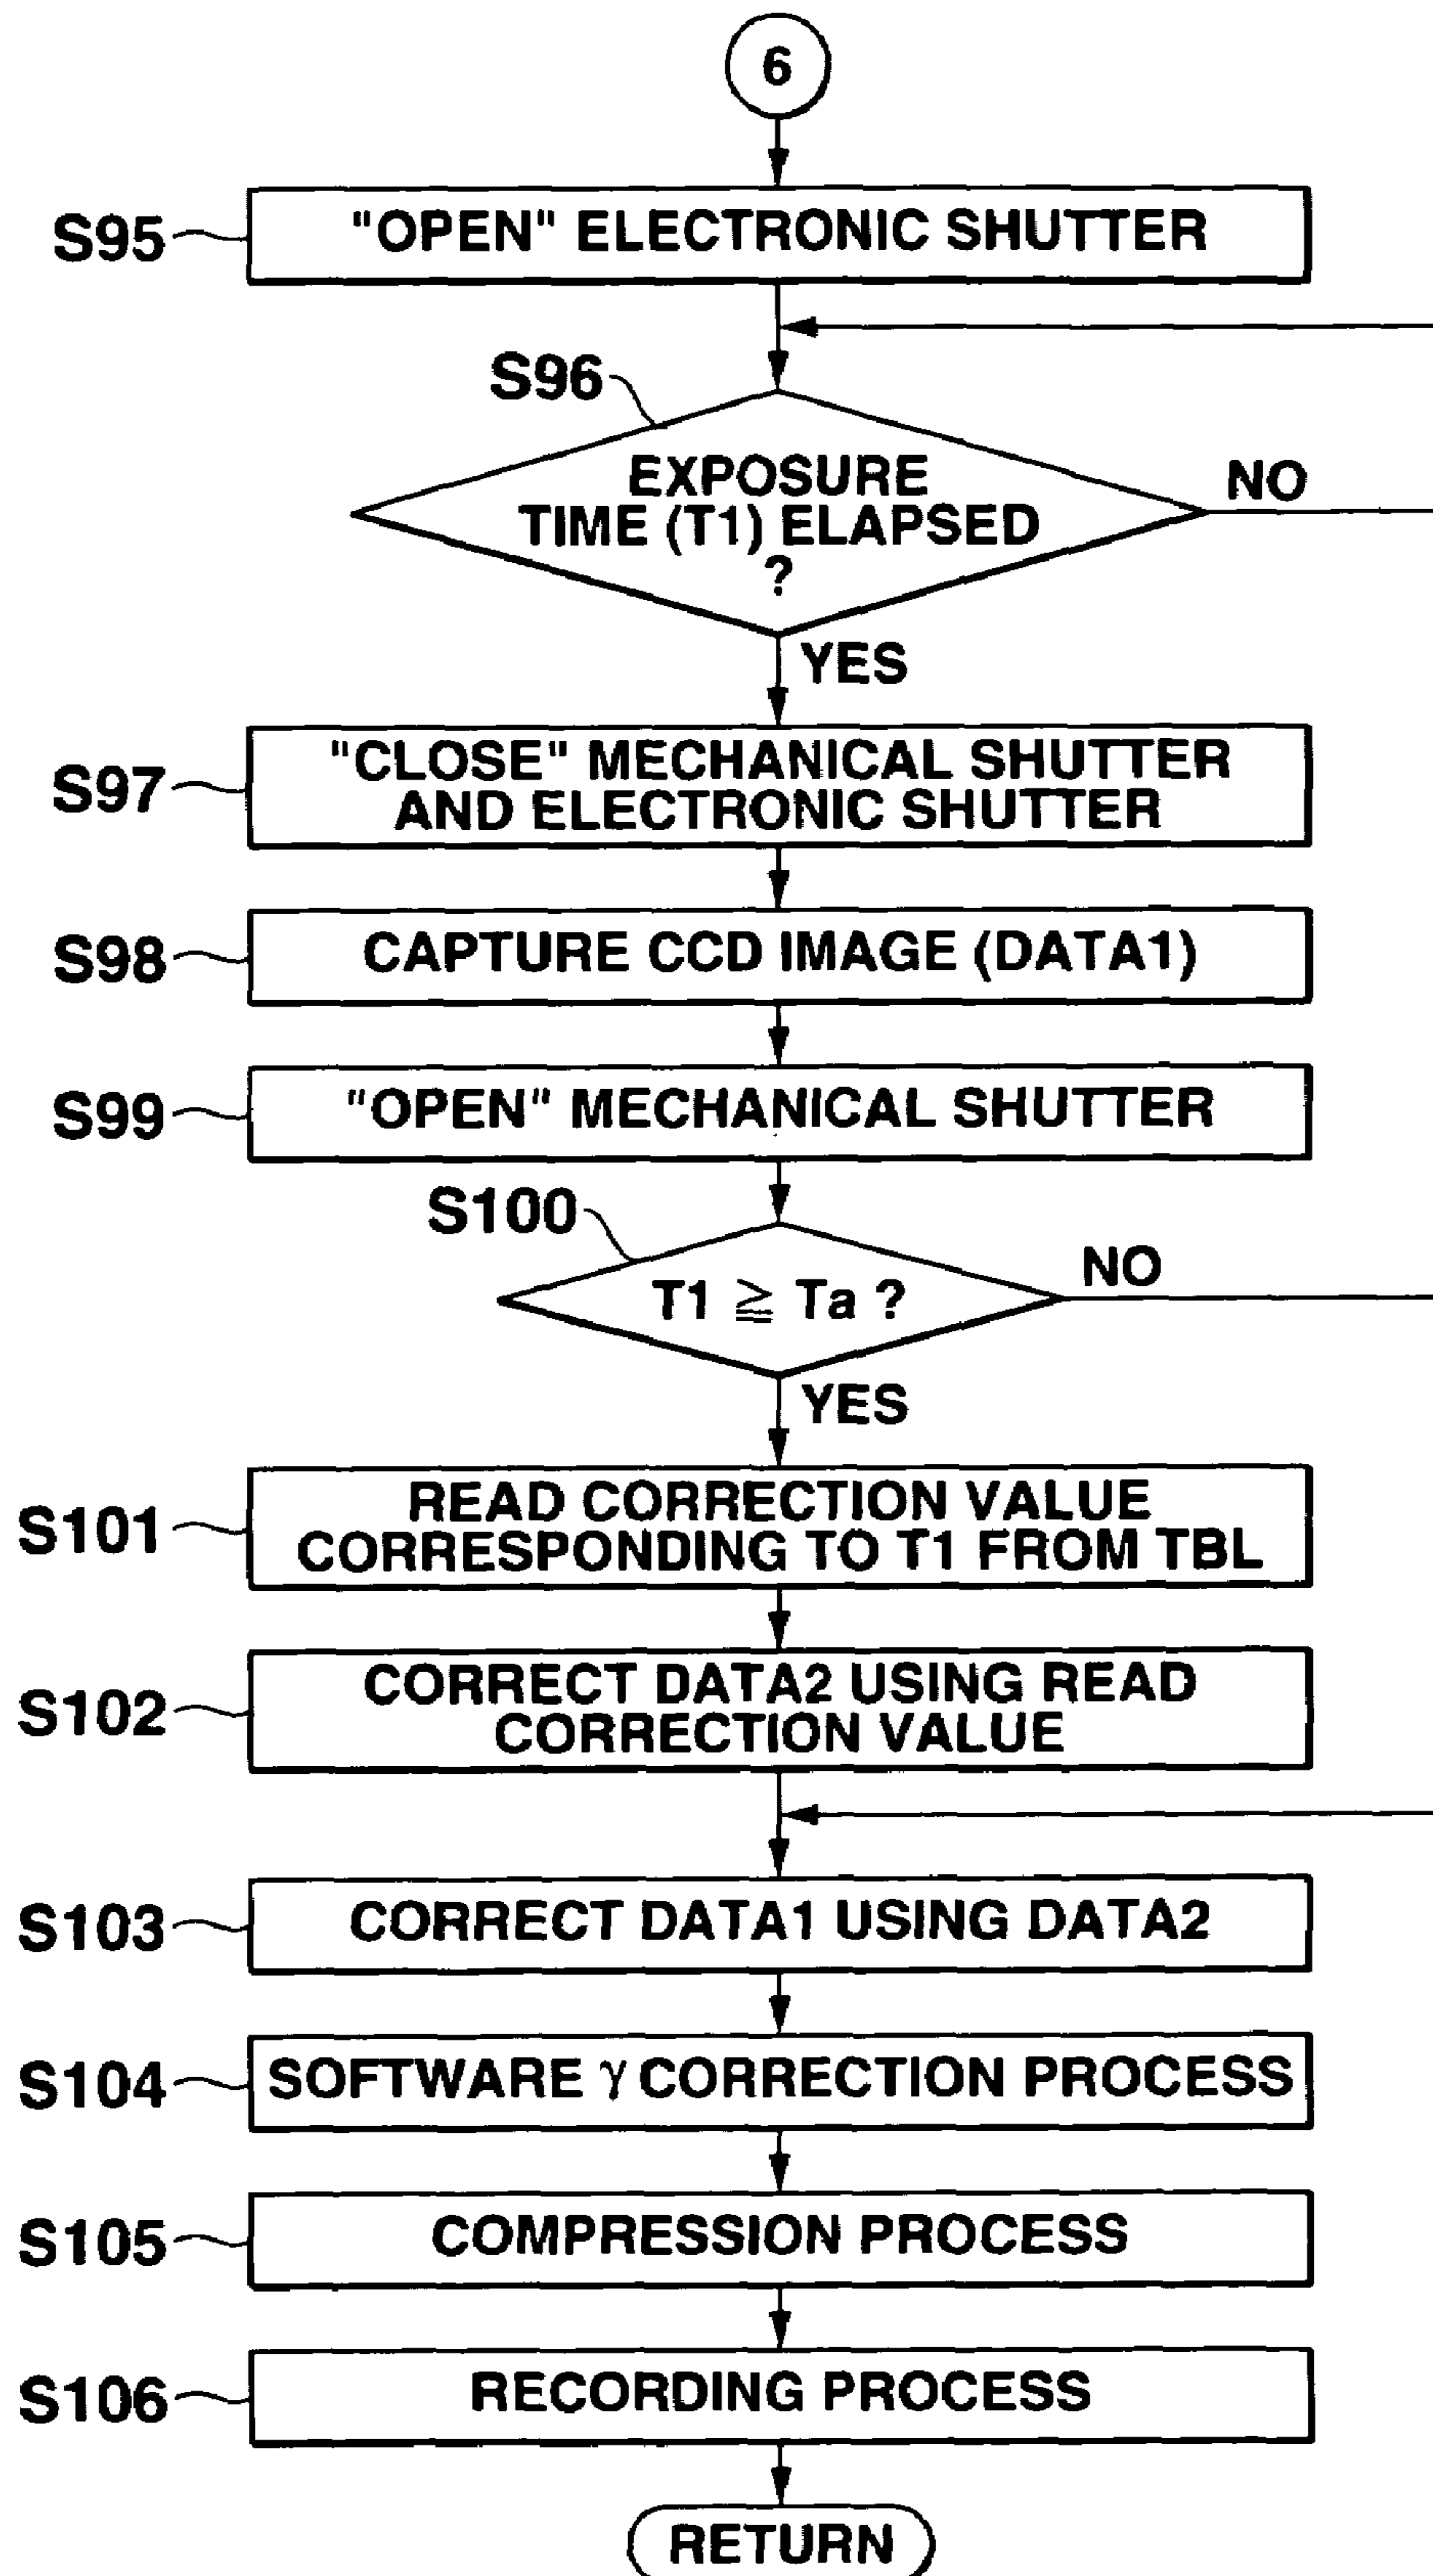 6
S95
"OPEN" ELECTRONIC SHUTTER
S96
EXPOSURE
TIME (T1) ELAPSED
?
NO
YES
S97
"CLOSE" MECHANICAL SHUTTER
AND ELECTRONIC SHUTTER
S98
CAPTURE CCD IMAGE (DATA1)
S99
"OPEN" MECHANICAL SHUTTER
S100
T1 ≧ Ta ?
NO
YES
S101
READ CORRECTION VALUE
CORRESPONDING TO T1 FROM TBL
S102
CORRECT DATA2 USING READ
CORRECTION VALUE
S103
CORRECT DATA1 USING DATA2
S104
SOFTWARE γ CORRECTION PROCESS
S105
COMPRESSION PROCESS
S106
RECORDING PROCESS
RETURN